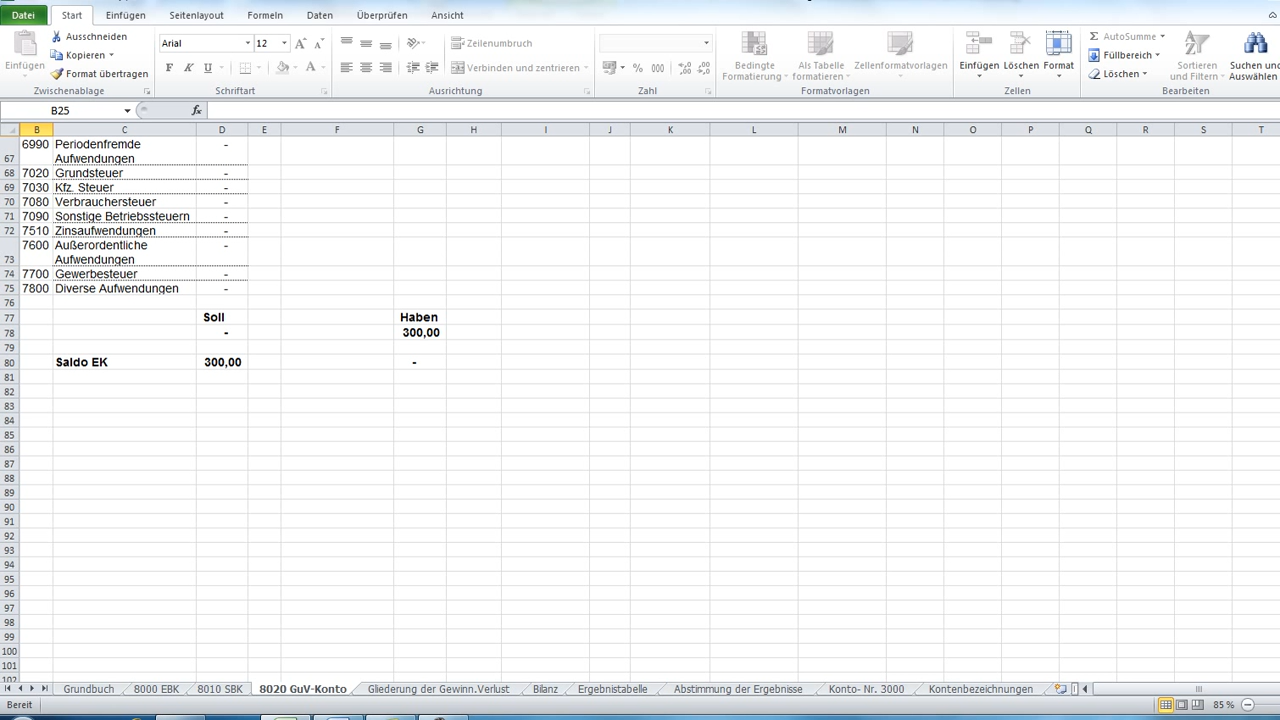 Datei Start Einfügen Seitenlayout Formeln Daten Überprüfen Ansicht
Einfügen
Ausschneiden
Kopieren
Format übertragen
Zwischenablage
Arial 12
F K U
Schriftart
Zeilenumbruch
Verbinden und zentrieren
Ausrichtung
% 000
Zahl
Bedingte Formatierung
Als Tabelle formatieren
Zellenformatvorlagen
Formatvorlagen
Einfügen Löschen Format
Zellen
Σ AutoSumme
Füllbereich
Löschen
Sortieren und Filtern
Suchen und Auswählen
Bearbeiten
B25 fx
B C D E F G H I J K L M N O P Q R S T
67 6990 Periodenfremde Aufwendungen -
68 7020 Grundsteuer -
69 7030 Kfz. Steuer -
70 7080 Verbrauchersteuer -
71 7090 Sonstige Betriebssteuern -
72 7510 Zinsaufwendungen -
73 7600 Außerordentliche Aufwendungen -
74 7700 Gewerbesteuer -
75 7800 Diverse Aufwendungen -
76
77 Soll Haben
78 - 300,00
79
80 Saldo EK 300,00 -
81
82
83
84
85
86
87
88
89
90
91
92
93
94
95
96
97
98
99
100
101
102
Grundbuch 8000 EBK 8010 SBK 8020 GuV-Konto Gliederung der Gewinn.Verlust Bilanz Ergebnistabelle Abstimmung der Ergebnisse Konto- Nr. 3000 Kontenbezeichnungen
Bereit 85 %